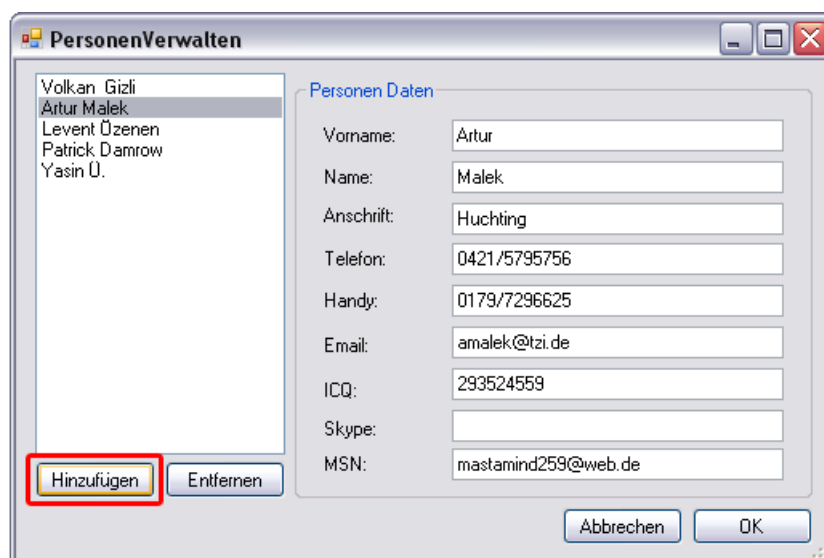 PersonenVerwalten
Volkan Gizli
Artur Malek
Levent Özenen
Patrick Damrow
Yasin Ü.
Hinzufügen
Entfernen
Personen Daten
Vorname: Artur
Name: Malek
Anschrift: Huchting
Telefon: 0421/5795756
Handy: 0179/7296625
Email: amalek@tzi.de
ICQ: 293524559
Skype:
MSN: mastamind259@web.de
Abbrechen
OK